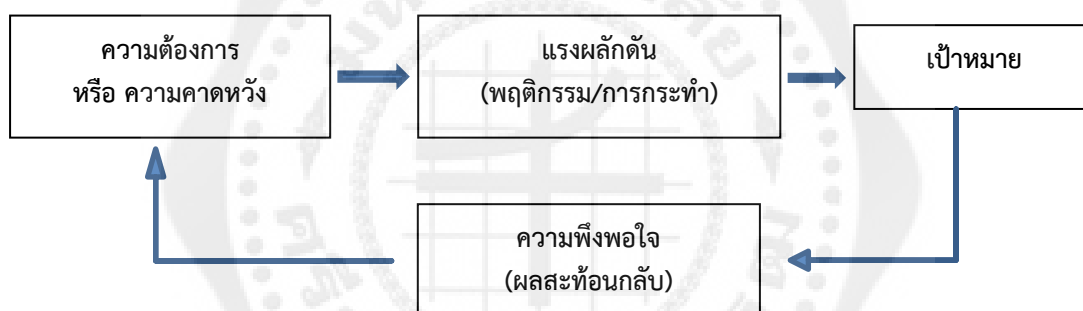 ความต้องการ
หรือ ความคาดหวัง
แรงผลักดัน
(พฤติกรรม/การกระทำ)
เป้าหมาย
ความพึงพอใจ
(ผลสะท้อนกลับ)